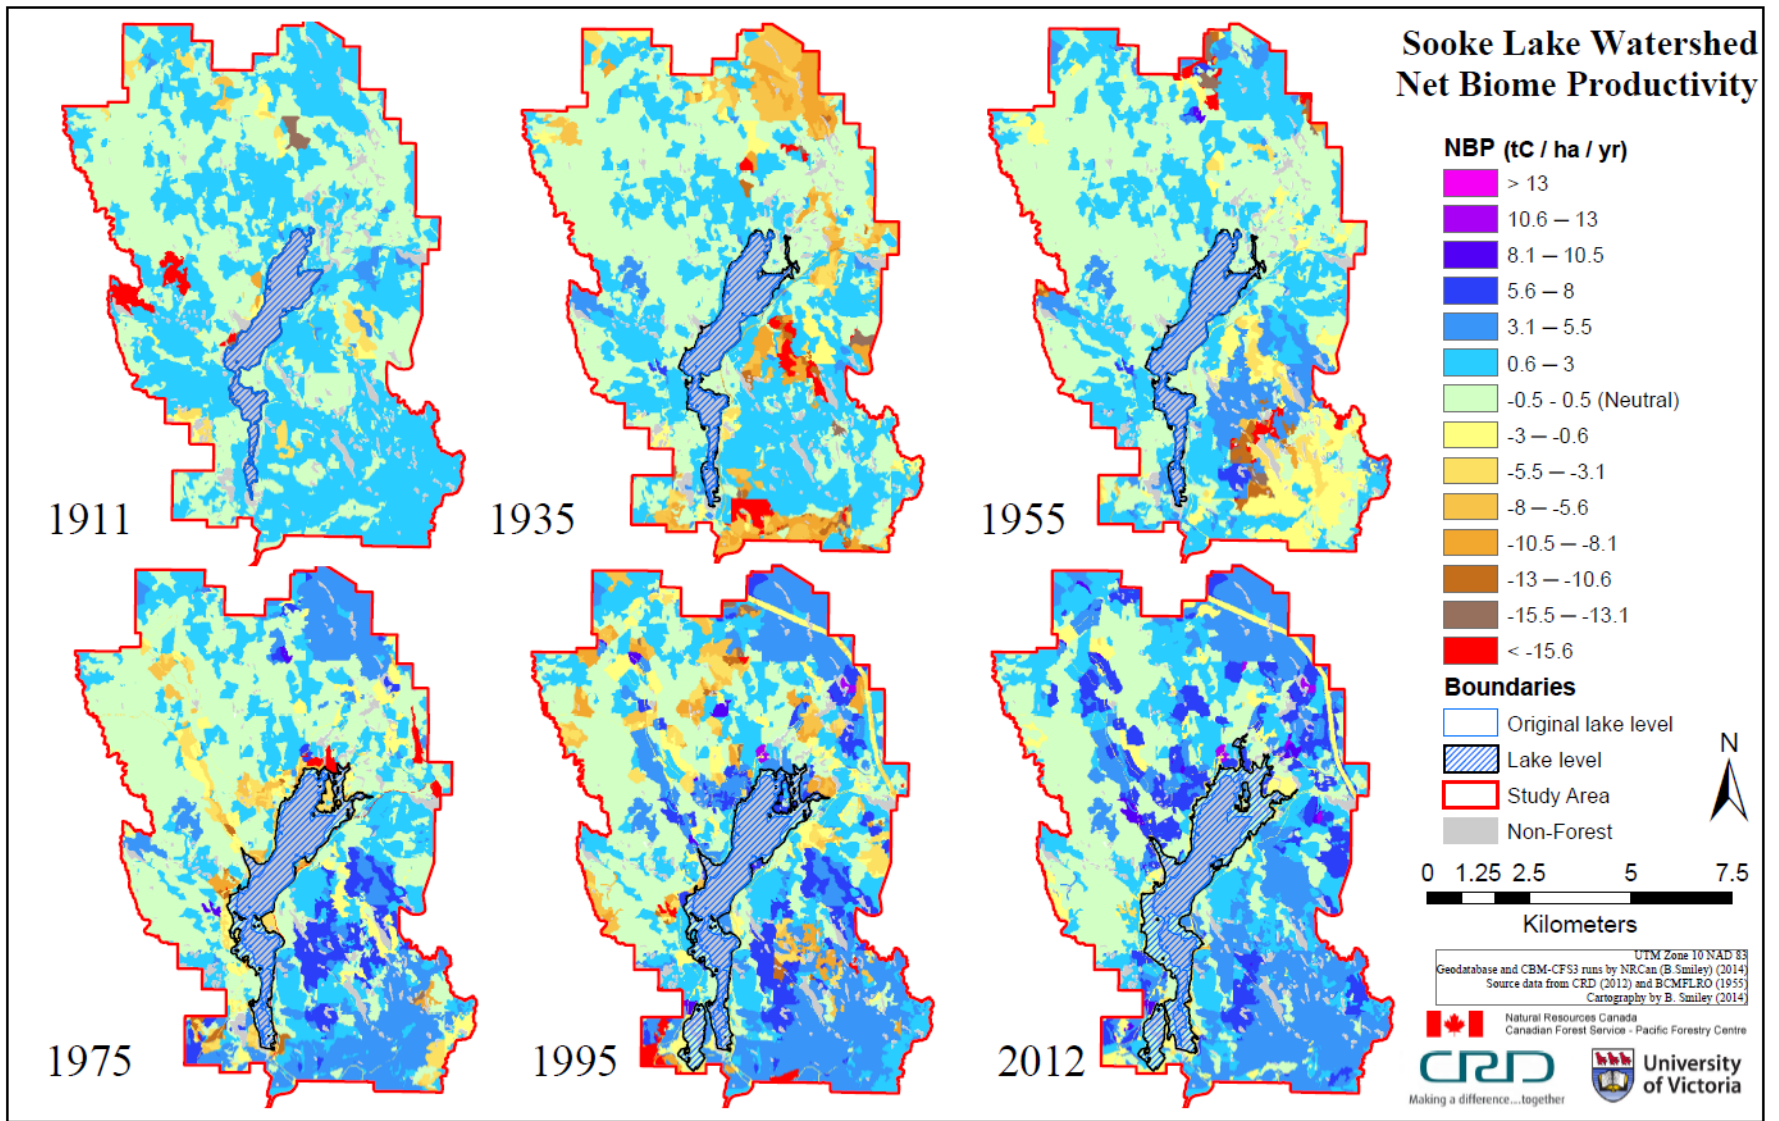 Sooke Lake Watershed
Net Biome Productivity
1911
1935
1955
1975
1995
2012
NBP (tC / ha / yr)
> 13
10.6 – 13
8.1 – 10.5
5.6 – 8
3.1 – 5.5
0.6 – 3
-0.5 - 0.5 (Neutral)
-3 – -0.6
-5.5 – -3.1
-8 – -5.6
-10.5 – -8.1
-13 – -10.6
-15.5 – -13.1
< -15.6
Boundaries
Original lake level
Lake level
Study Area
Non-Forest
N
0 1.25 2.5 5 7.5
Kilometers
UTM Zone 10 NAD 83
Geodatabase and CBM-CFS3 runs by NRCan (B.Smiley) (2014)
Source data from CRD (2012) and BCMFLRO (1955)
Cartography by B. Smiley (2014)
Natural Resources Canada
Canadian Forest Service - Pacific Forestry Centre
CRD
Making a difference...together
University
of Victoria